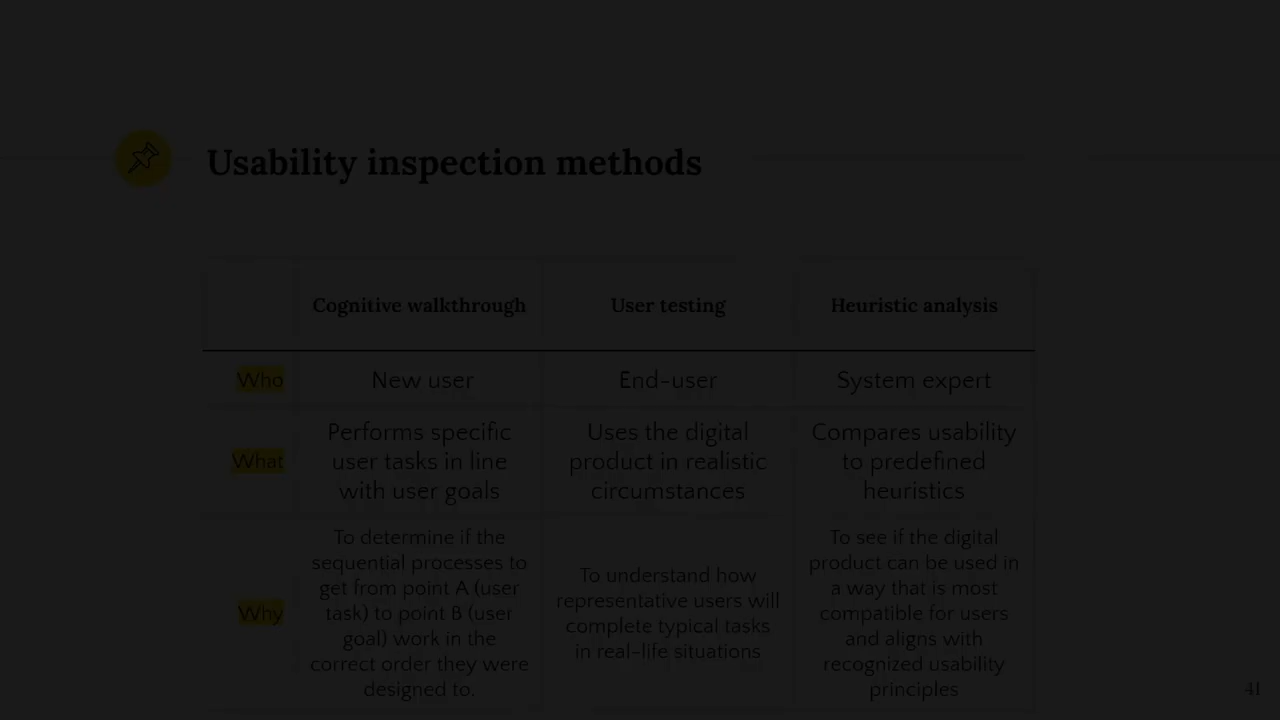 Usability inspection methods
Cognitive walkthrough User testing Heuristic analysis
Who New user End-user System expert
What
Performs specific
user tasks in line
with user goals
Uses the digital
product in realistic
circumstances
Compares usability
to predefined
heuristics
Why
To determine if the
sequential processes to
get from point A (user
task) to point B (user
goal) work in the
correct order they were
designed to.
To understand how
representative users will
complete typical tasks
in real-life situations
To see if the digital
product can be used in
a way that is most
compatible for users
and aligns with
recognized usability
principles
41